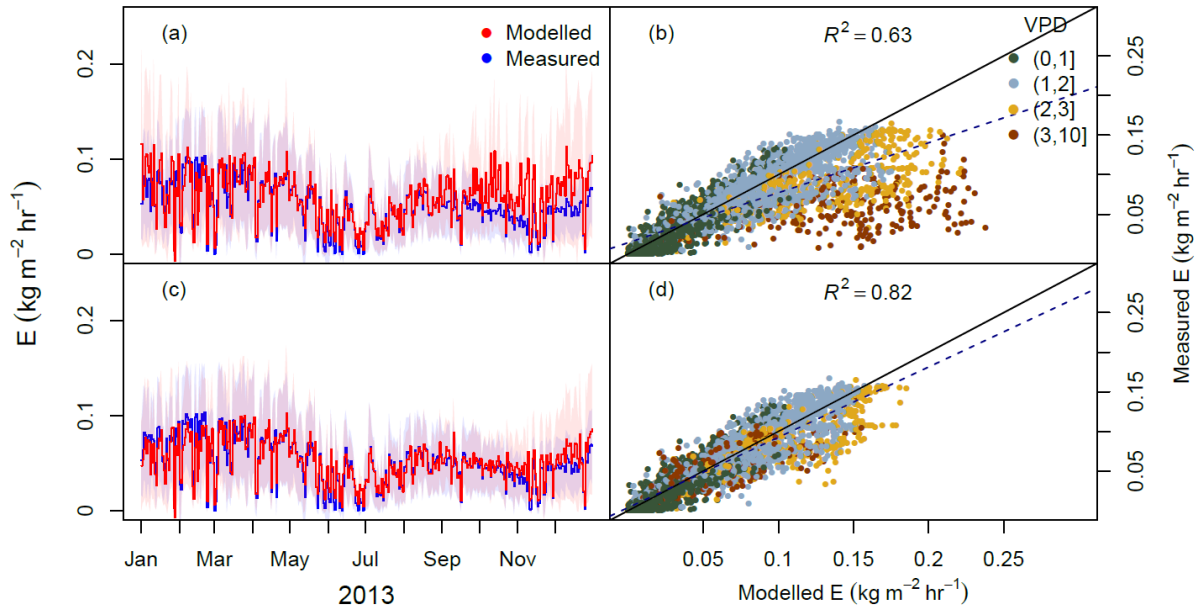 (a)
Modelled
Measured
(b)
R² = 0.63
VPD
(0,1]
(1,2]
(2,3]
(3,10]
0.2
0.1
0
0.25
0.15
0.05
E (kg m⁻² hr⁻¹)
Measured E (kg m⁻² hr⁻¹)
(c)
(d)
R² = 0.82
0.2
0.1
0
0.25
0.15
0.05
Jan Mar May Jul Sep Nov
0.05 0.1 0.15 0.2 0.25
2013
Modelled E (kg m⁻² hr⁻¹)